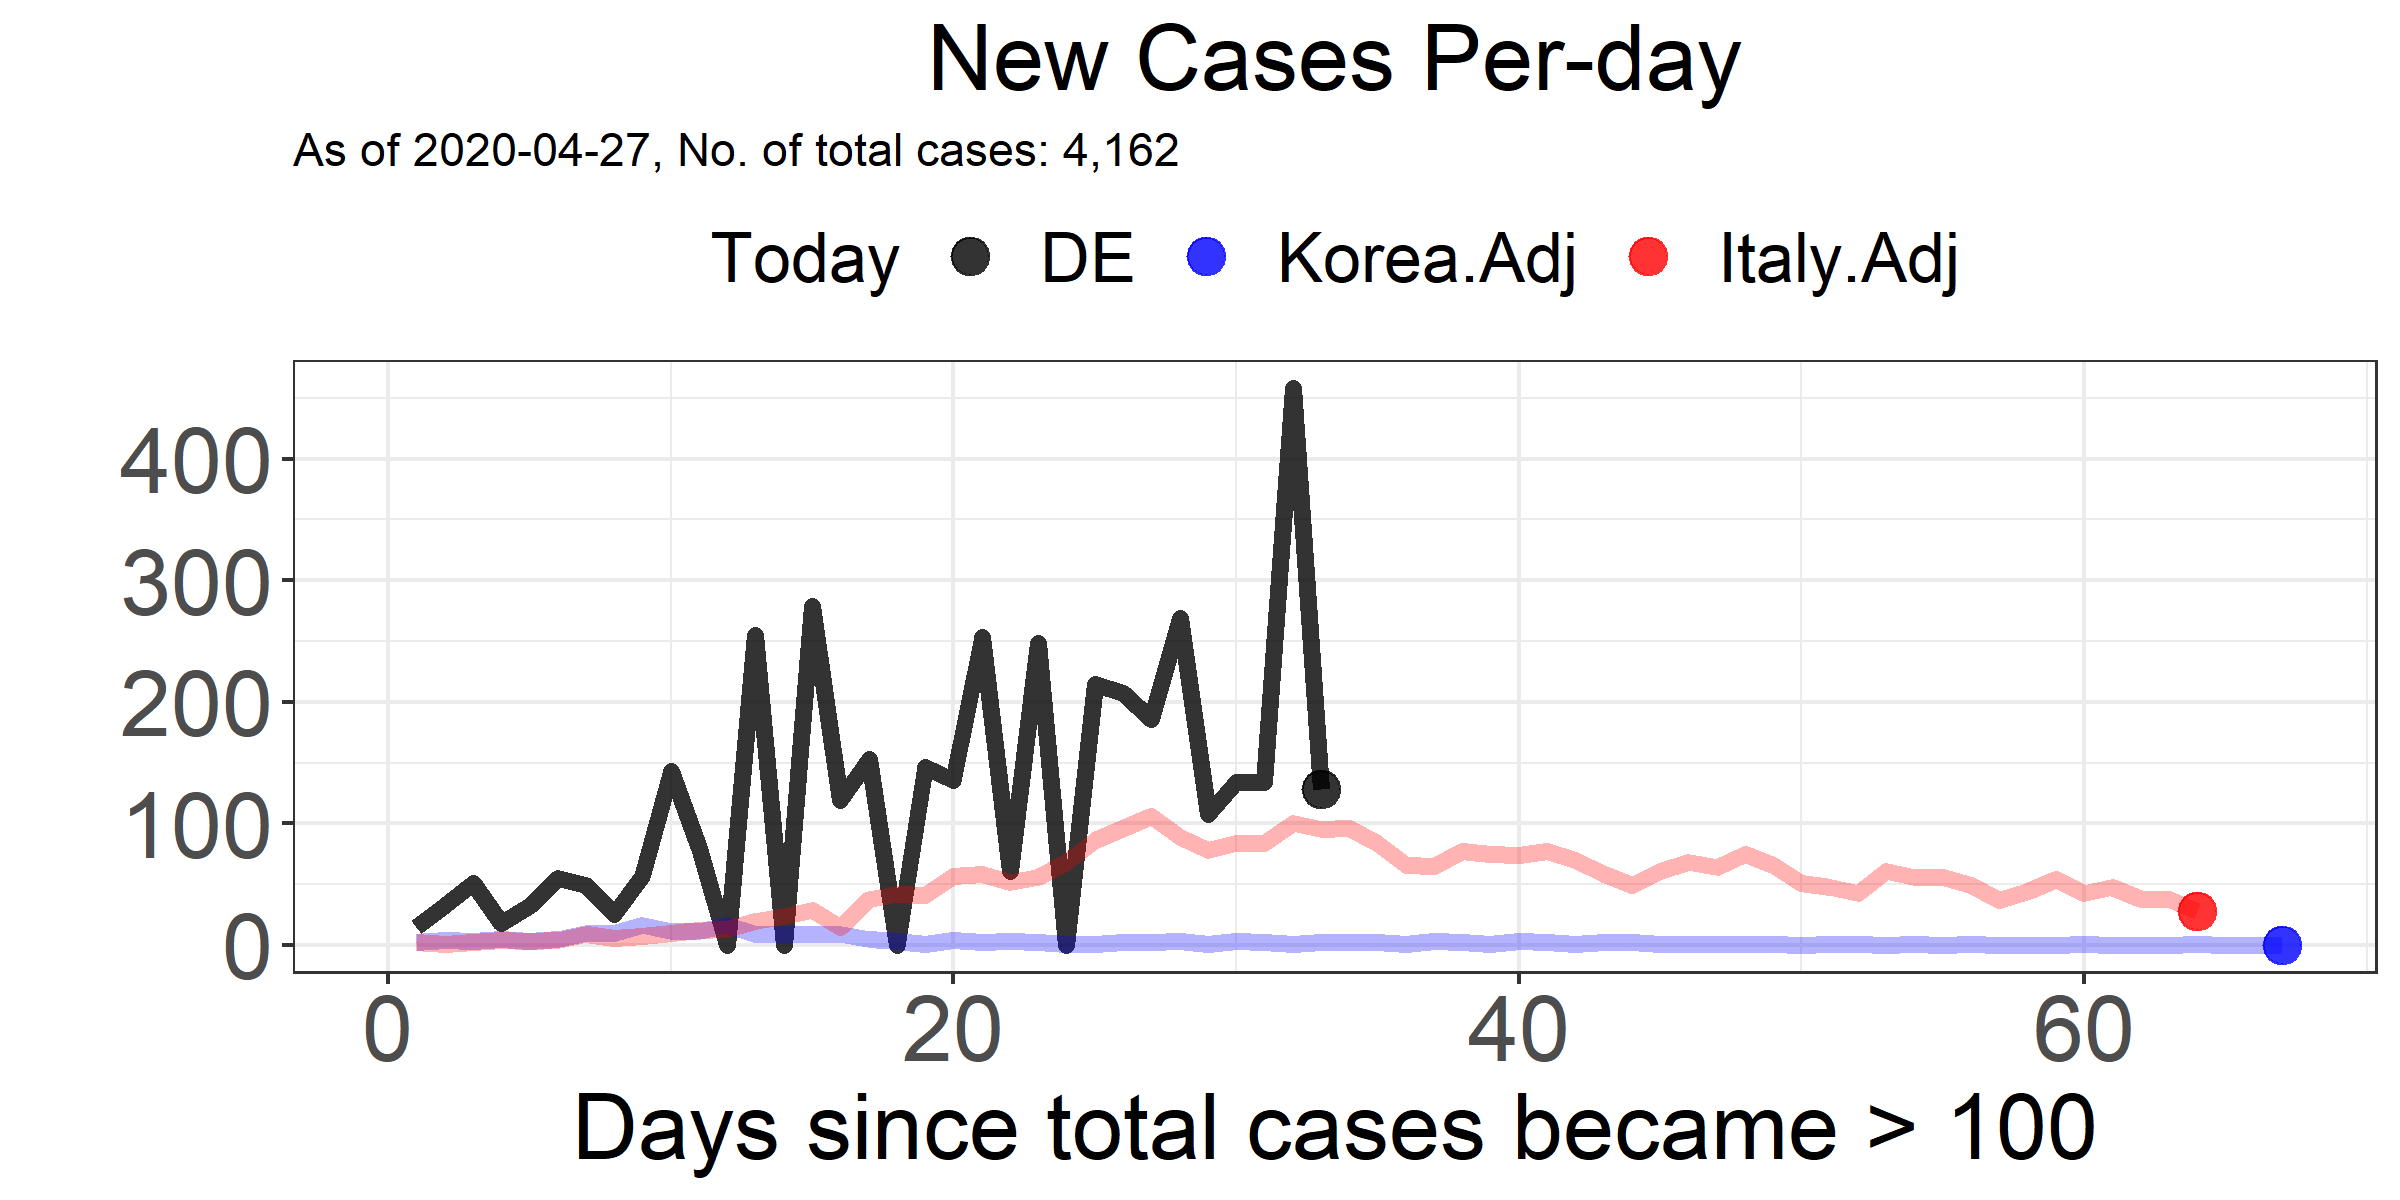 New Cases Per-day
As of 2020-04-27, No. of total cases: 4,162
Today DE Korea.Adj Italy.Adj
400
300
200
100
0
0 20 40 60
Days since total cases became > 100